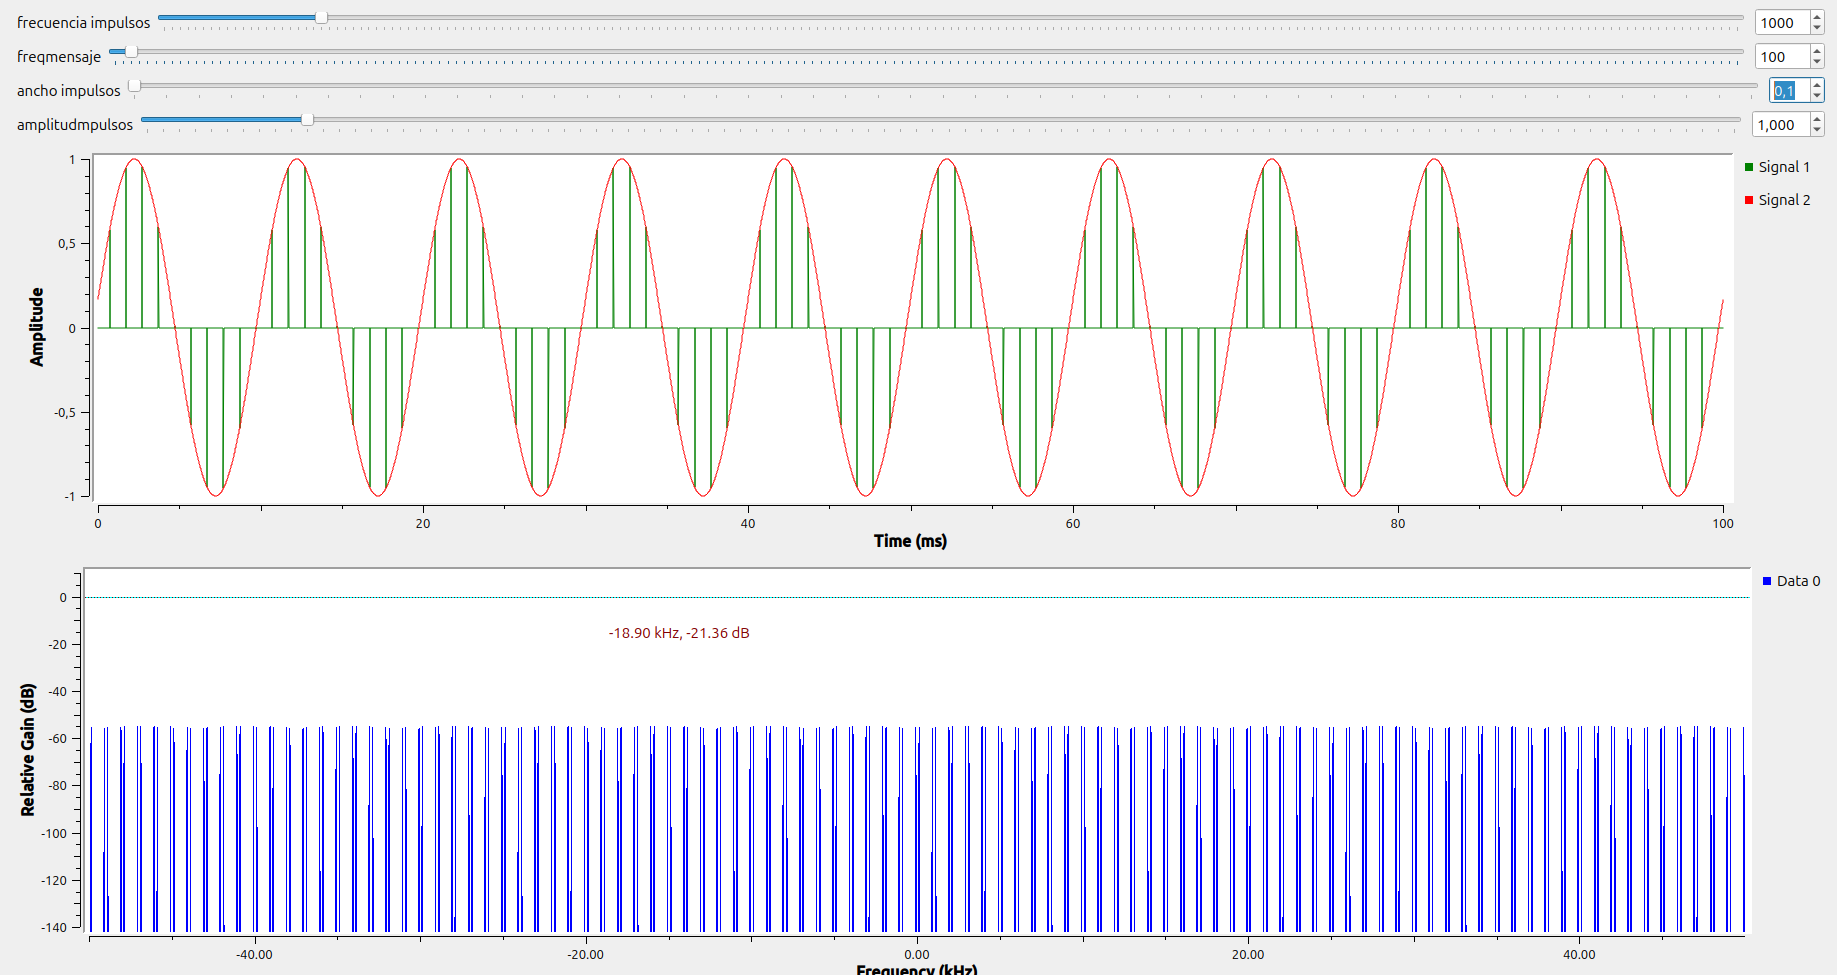 frecuencia impulsos 1000
freqmensaje 100
ancho impulsos 0,1
amplitudmpulsos 1,000
1
0,5
0
-0,5
-1
Amplitude
0 20 40 60 80 100
Time (ms)
Signal 1
Signal 2
0
-20
-40
-60
-80
-100
-120
-140
Relative Gain (dB)
-18.90 kHz, -21.36 dB
Data 0
-40.00 -20.00 0.00 20.00 40.00
Frequency (kHz)